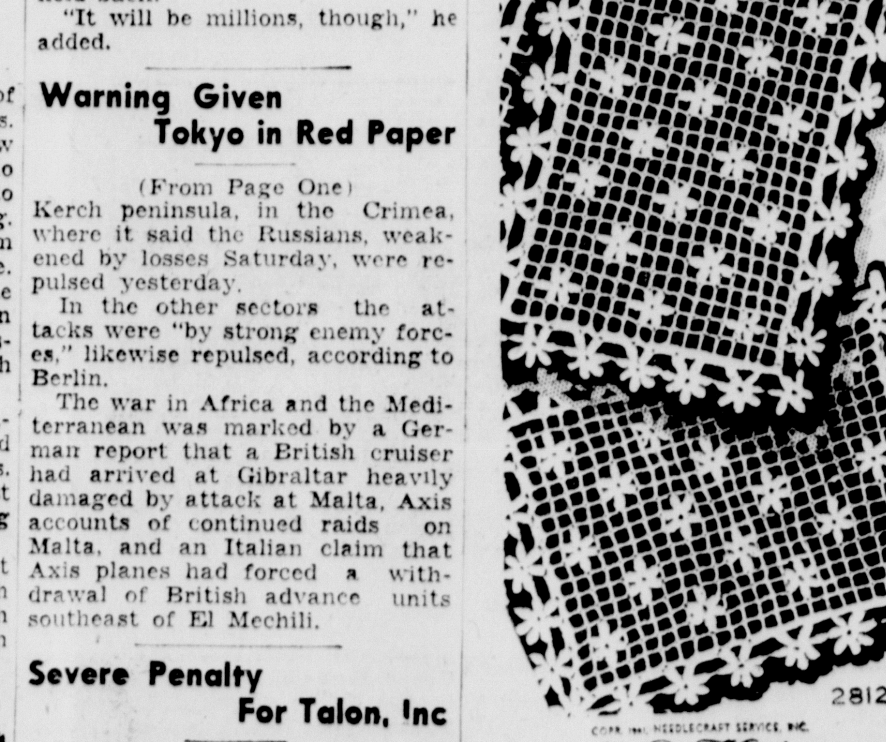 "It will be millions, though," he
added.
Warning Given
Tokyo in Red Paper
(From Page One)
Kerch peninsula, in the Crimea,
where it said the Russians, weak-
ened by losses Saturday, were re-
pulsed yesterday.
In the other sectors the at-
tacks were "by strong enemy forc-
es," likewise repulsed, according to
Berlin.
The war in Africa and the Medi-
terranean was marked by a Ger-
man report that a British cruiser
had arrived at Gibraltar heavily
damaged by attack at Malta, Axis
accounts of continued raids on
Malta, and an Italian claim that
Axis planes had forced a with-
drawal of British advance units
southeast of El Mechili.
Severe Penalty
For Talon, Inc
2812
COPR. 1941, NEEDLECRAFT SERVICE, INC.